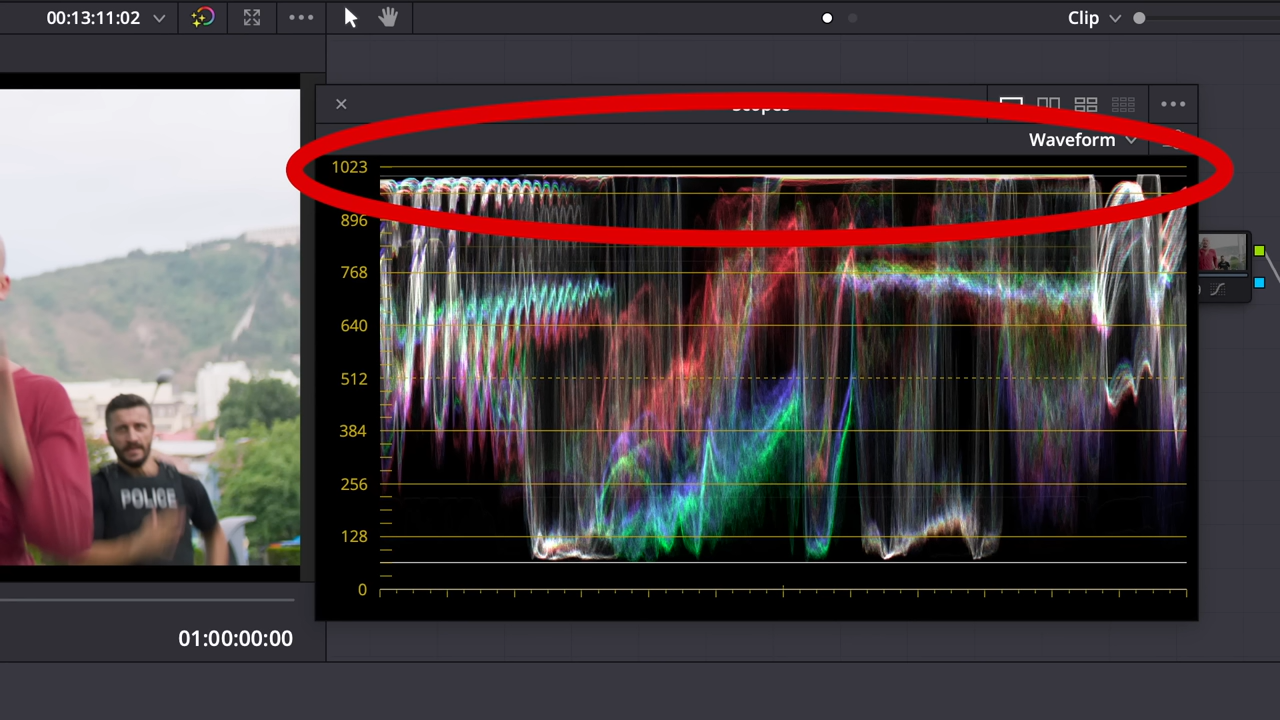 00:13:11:02
Clip
Scopes
Waveform
1023
896
768
640
512
384
256
128
0
POLICE
01:00:00:00